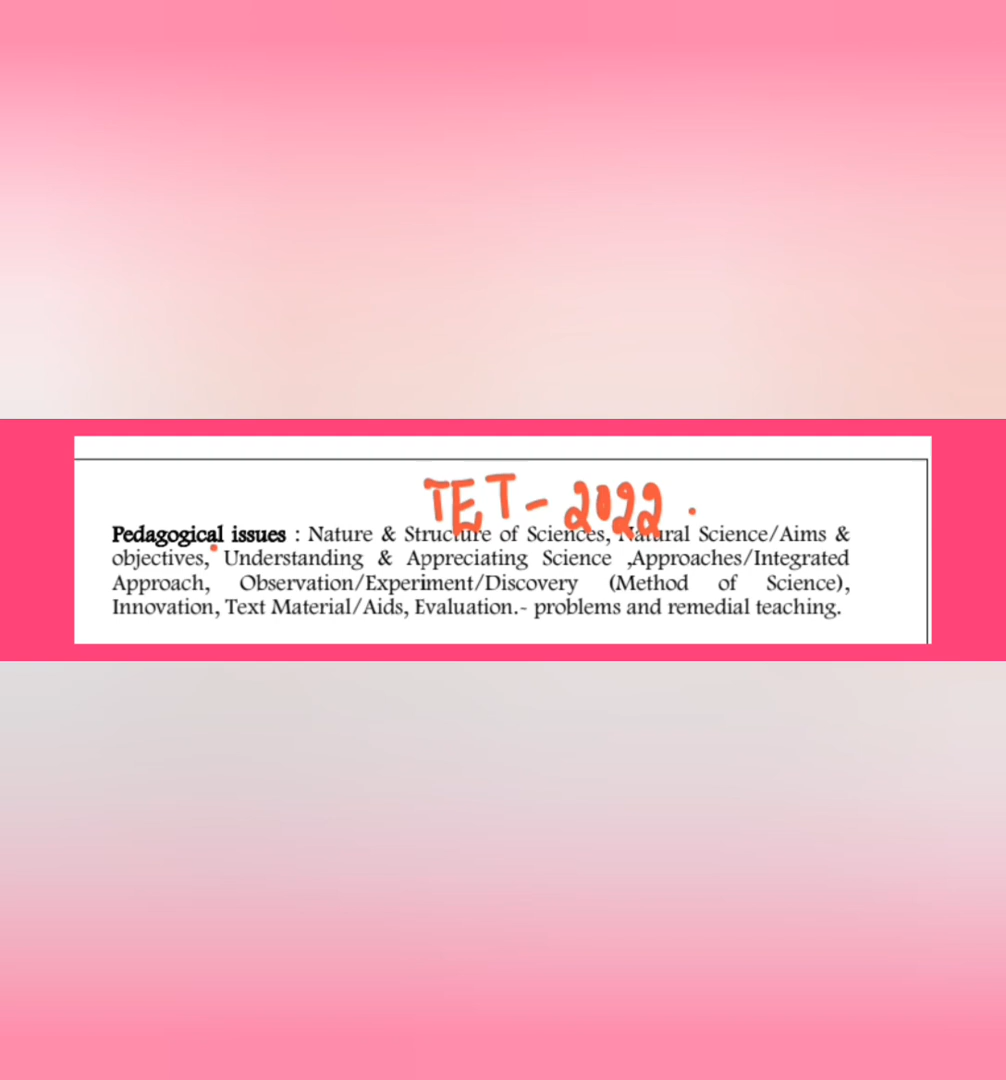 TET - 2022 .
Pedagogical issues : Nature & Structure of Sciences, Natural Science/Aims &
objectives, Understanding & Appreciating Science ,Approaches/Integrated
Approach, Observation/Experiment/Discovery (Method of Science),
Innovation, Text Material/Aids, Evaluation.- problems and remedial teaching.